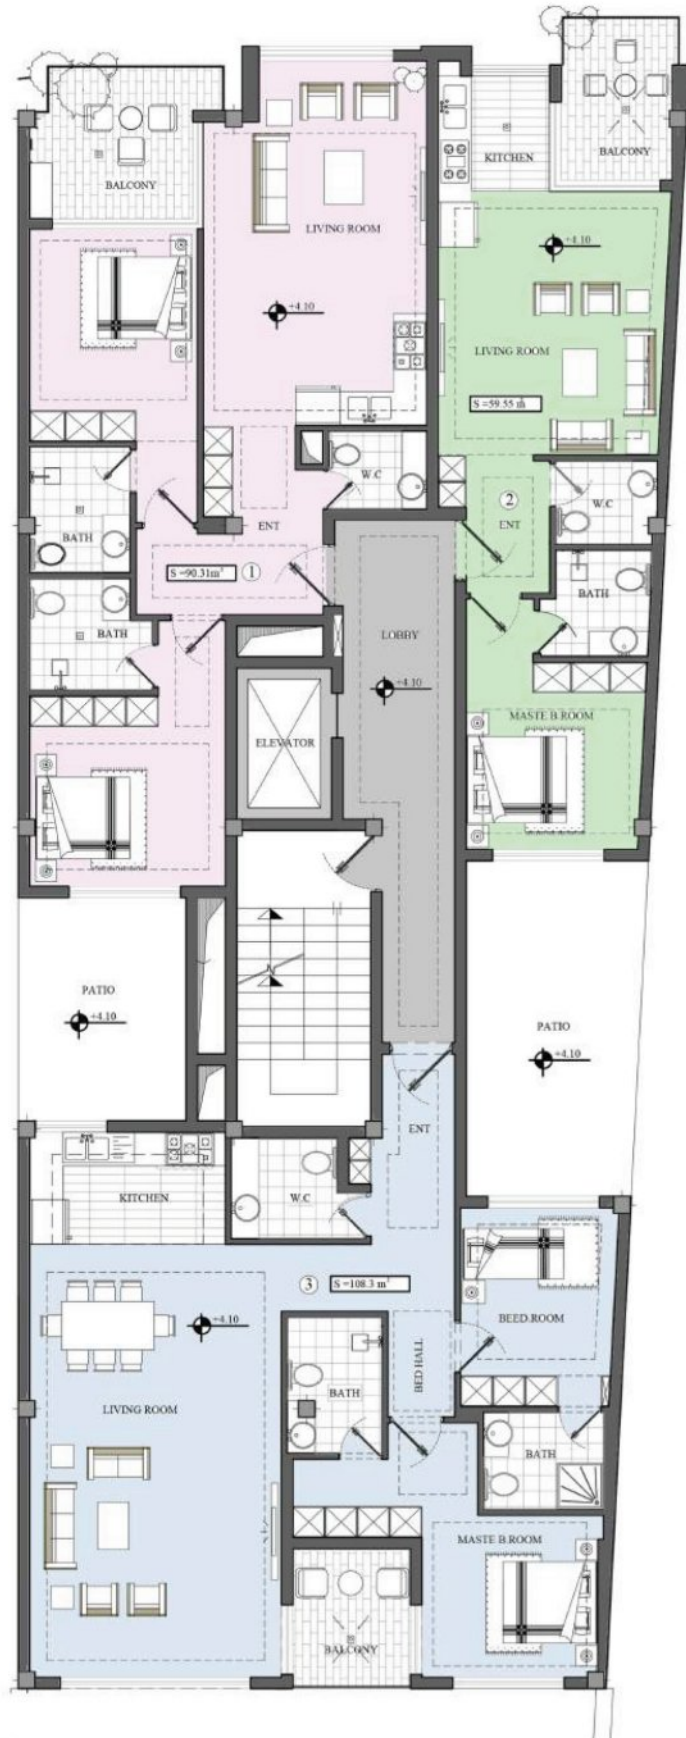 KITCHEN
BALCONY
BALCONY
LIVING ROOM
+4.10
+4.10
LIVING ROOM
S =59.55 m²
W.C
W.C
2
ENT
ENT
BATH
S =90.31m²
1
BATH
BATH
LOBBY
+4.10
MASTE B.ROOM
ELEVATOR
PATIO
+4.10
PATIO
+4.10
ENT
KITCHEN
W.C
3
S =108.3 m²
+4.10
BEED.ROOM
BED HALL
BATH
LIVING ROOM
BATH
MASTE B.ROOM
BALCONY